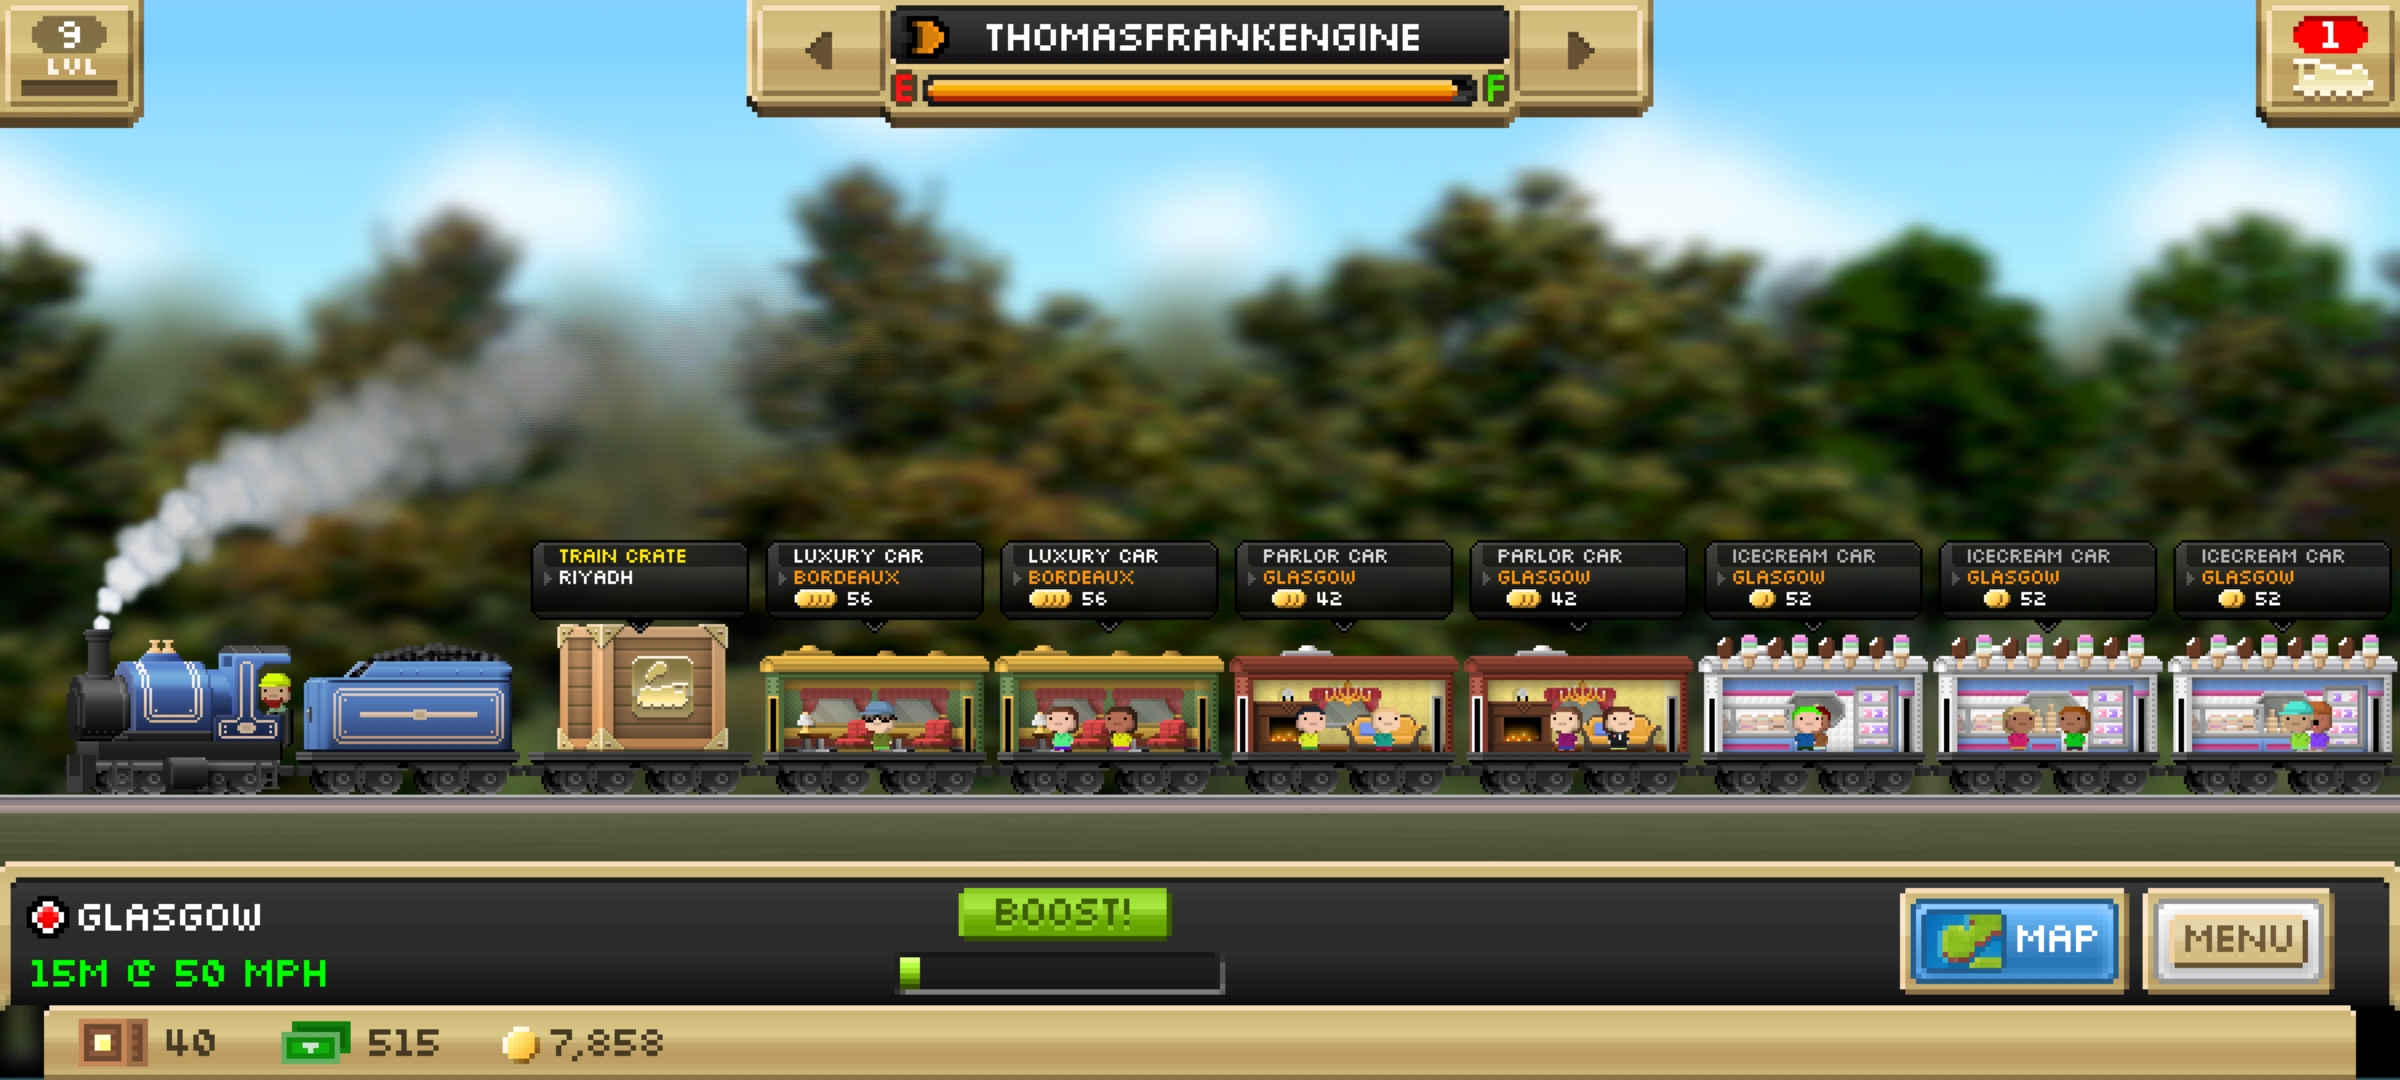 9
LVL
THOMASFRANKENGINE
E
F
1
TRAIN CRATE
RIYADH
LUXURY CAR
BORDEAUX
56
LUXURY CAR
BORDEAUX
56
PARLOR CAR
GLASGOW
42
PARLOR CAR
GLASGOW
42
ICECREAM CAR
GLASGOW
52
ICECREAM CAR
GLASGOW
52
ICECREAM CAR
GLASGOW
52
GLASGOW
15M @ 50 MPH
BOOST!
MAP
MENU
40
515
7,858